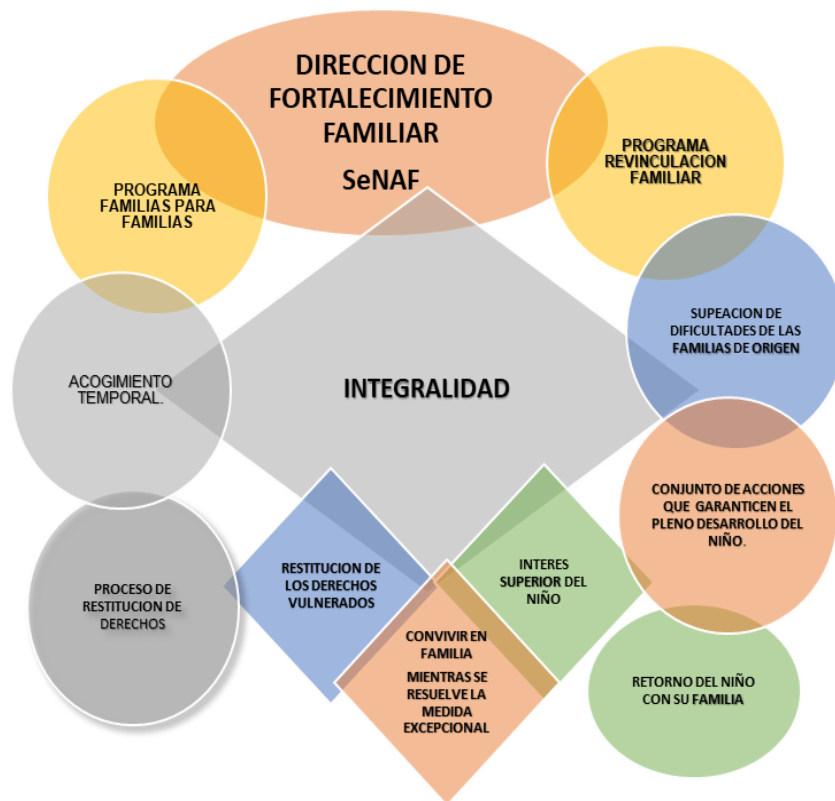 DIRECCION DE
FORTALECIMIENTO
FAMILIAR
SeNAF
PROGRAMA
FAMILIAS PARA
FAMILIAS
PROGRAMA
REVINCULACION
FAMILIAR
SUPEACION DE
DIFICULTADES DE LAS
FAMILIAS DE ORIGEN
ACOGIMIENTO
TEMPORAL.
INTEGRALIDAD
CONJUNTO DE ACCIONES
QUE GARANTICEN EL
PLENO DESARROLLO DEL
NIÑO.
PROCESO DE
RESTITUCION DE
DERECHOS
RESTITUCION DE
LOS DERECHOS
VULNERADOS
INTERES
SUPERIOR DEL
NIÑO
CONVIVIR EN
FAMILIA
MIENTRAS SE
RESUELVE LA
MEDIDA
EXCEPCIONAL
RETORNO DEL NIÑO
CON SU FAMILIA